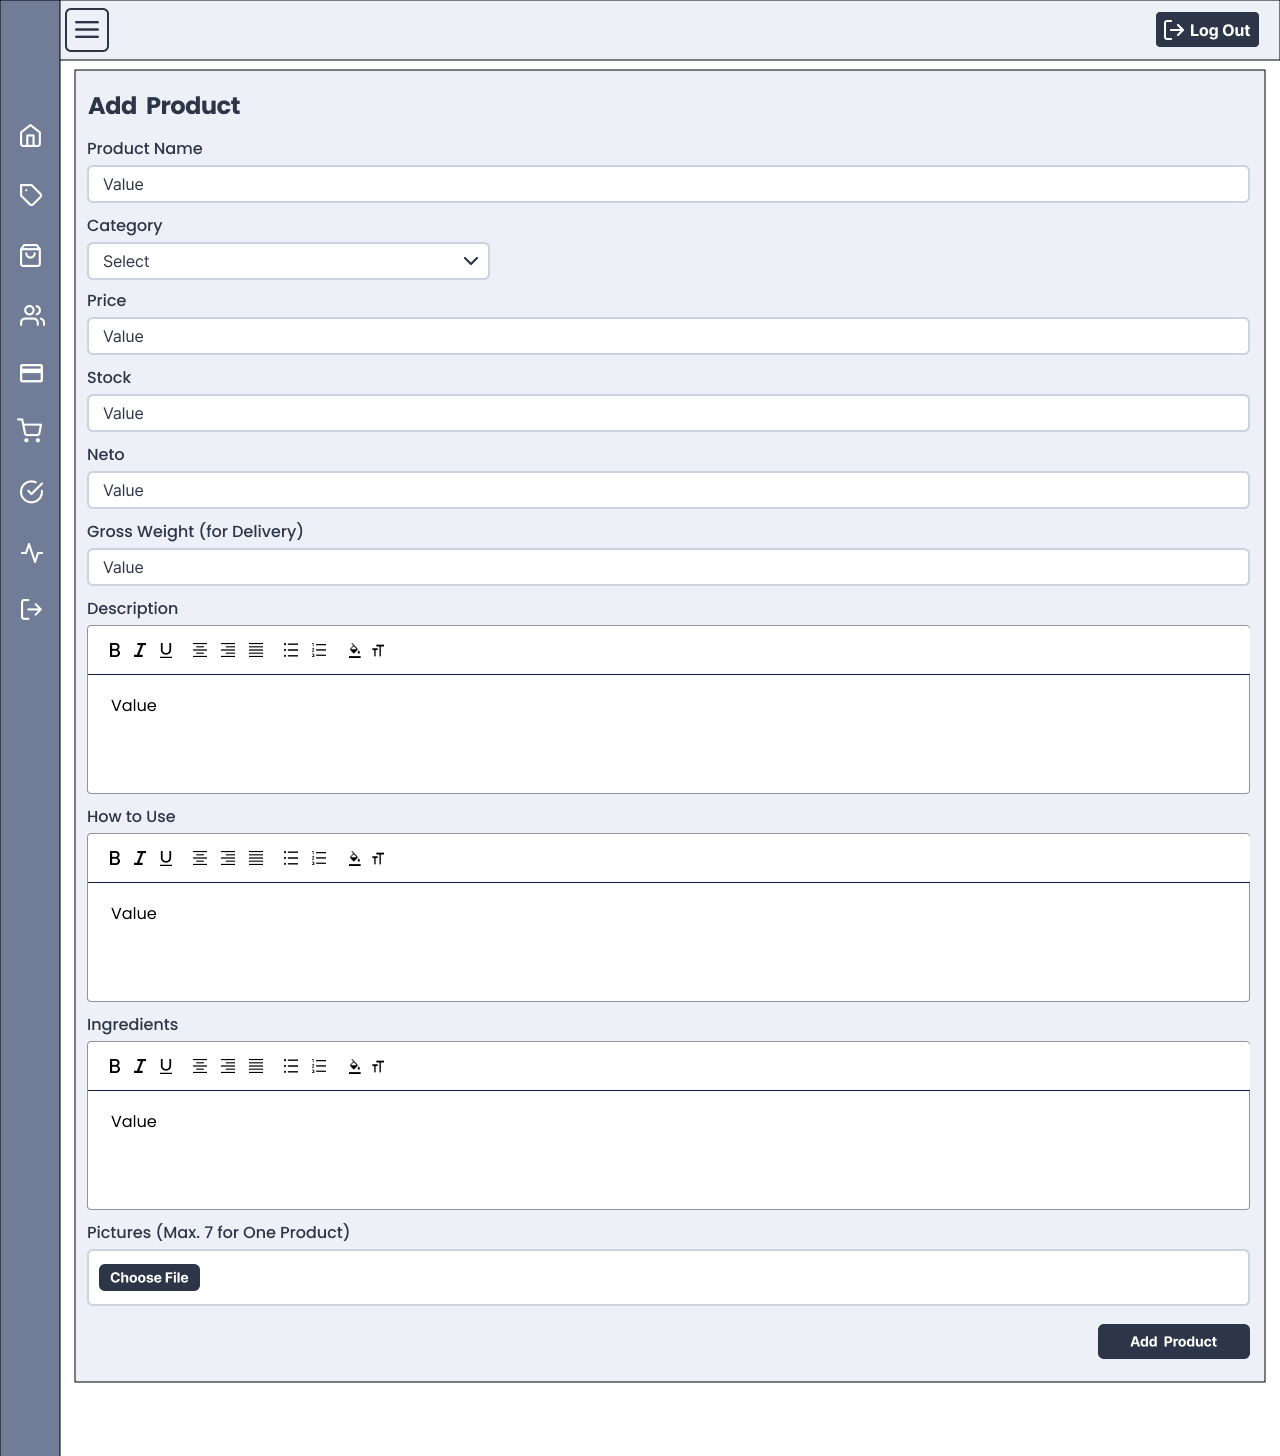 Log Out
Add Product
Product Name
Value
Category
Select
Price
Value
Stock
Value
Neto
Value
Gross Weight (for Delivery)
Value
Description
B I U
Value
How to Use
B I U
Value
Ingredients
B I U
Value
Pictures (Max. 7 for One Product)
Choose File
Add Product